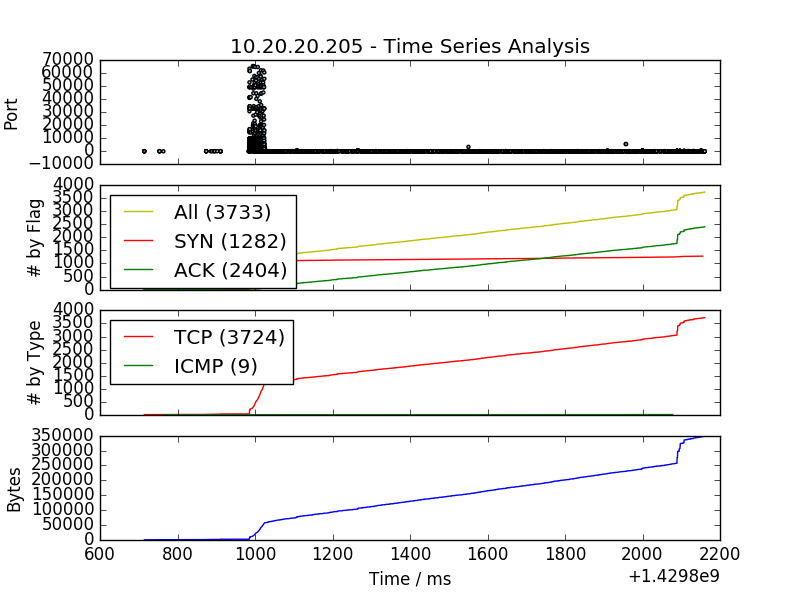 10.20.20.205 - Time Series Analysis
70000
60000
50000
40000
30000
20000
10000
0
−10000
Port
4000
3500
3000
2500
2000
1500
1000
500
0
# by Flag
All (3733)
SYN (1282)
ACK (2404)
4000
3500
3000
2500
2000
1500
1000
500
0
# by Type
TCP (3724)
ICMP (9)
350000
300000
250000
200000
150000
100000
50000
0
Bytes
600 800 1000 1200 1400 1600 1800 2000 2200
Time / ms
+1.4298e9